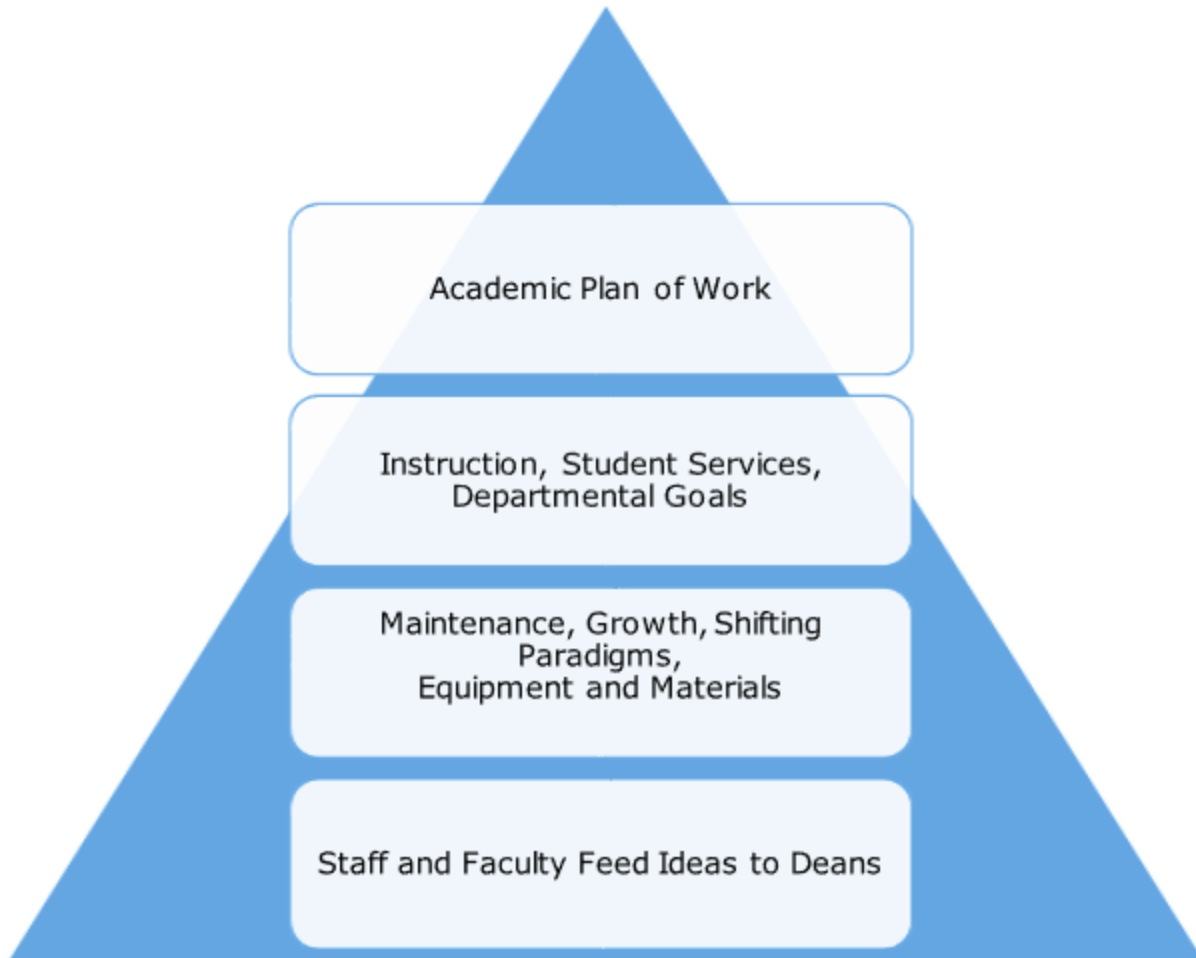 Academic Plan of Work
Instruction, Student Services,
Departmental Goals
Maintenance, Growth, Shifting
Paradigms,
Equipment and Materials
Staff and Faculty Feed Ideas to Deans